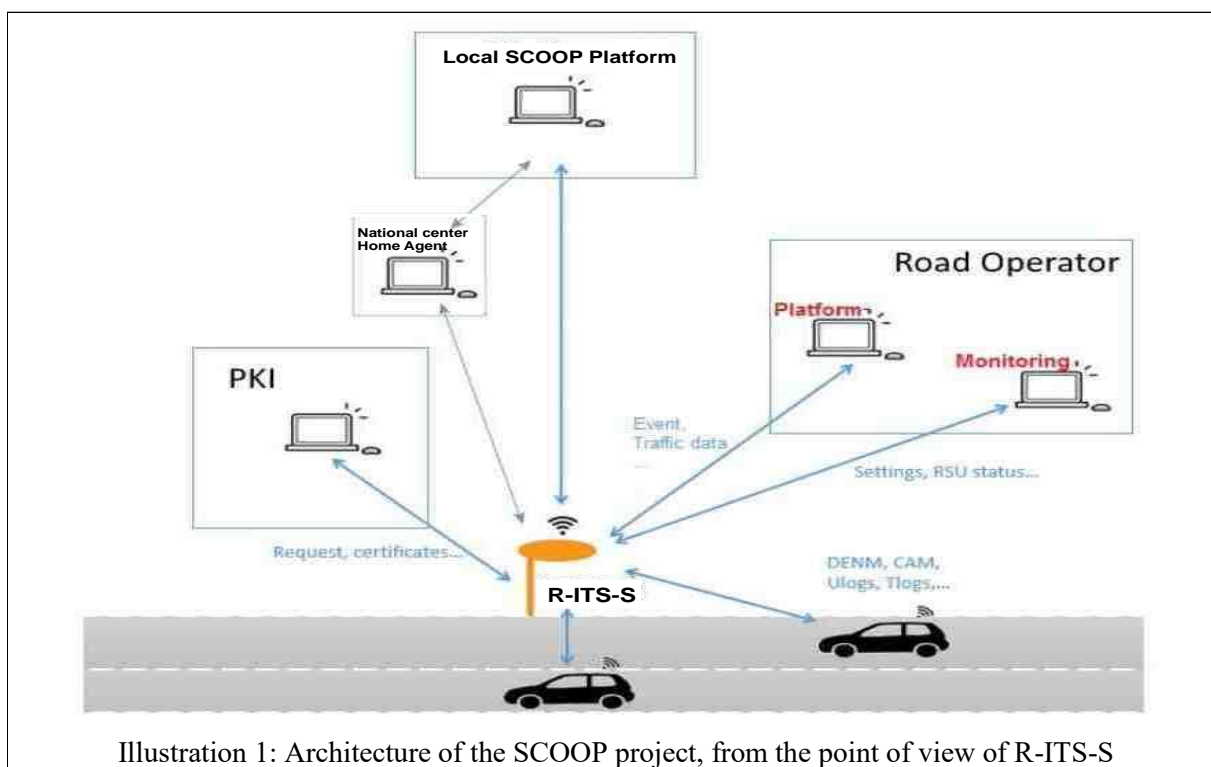 Local SCOOP Platform
National center
Home Agent
Road Operator
Platform
Monitoring
PKI
Event,
Traffic data
...
Settings, RSU status...
Request, certificates...
DENM, CAM,
Ulogs, Tlogs,...
R-ITS-S
Illustration 1: Architecture of the SCOOP project, from the point of view of R-ITS-S